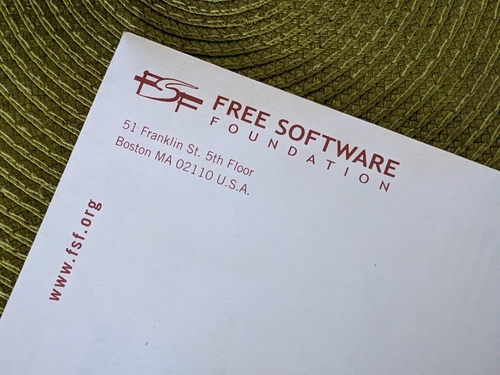 FSF
FREE SOFTWARE
FOUNDATION
51 Franklin St. 5th Floor
Boston MA 02110 U.S.A.
www.fsf.org